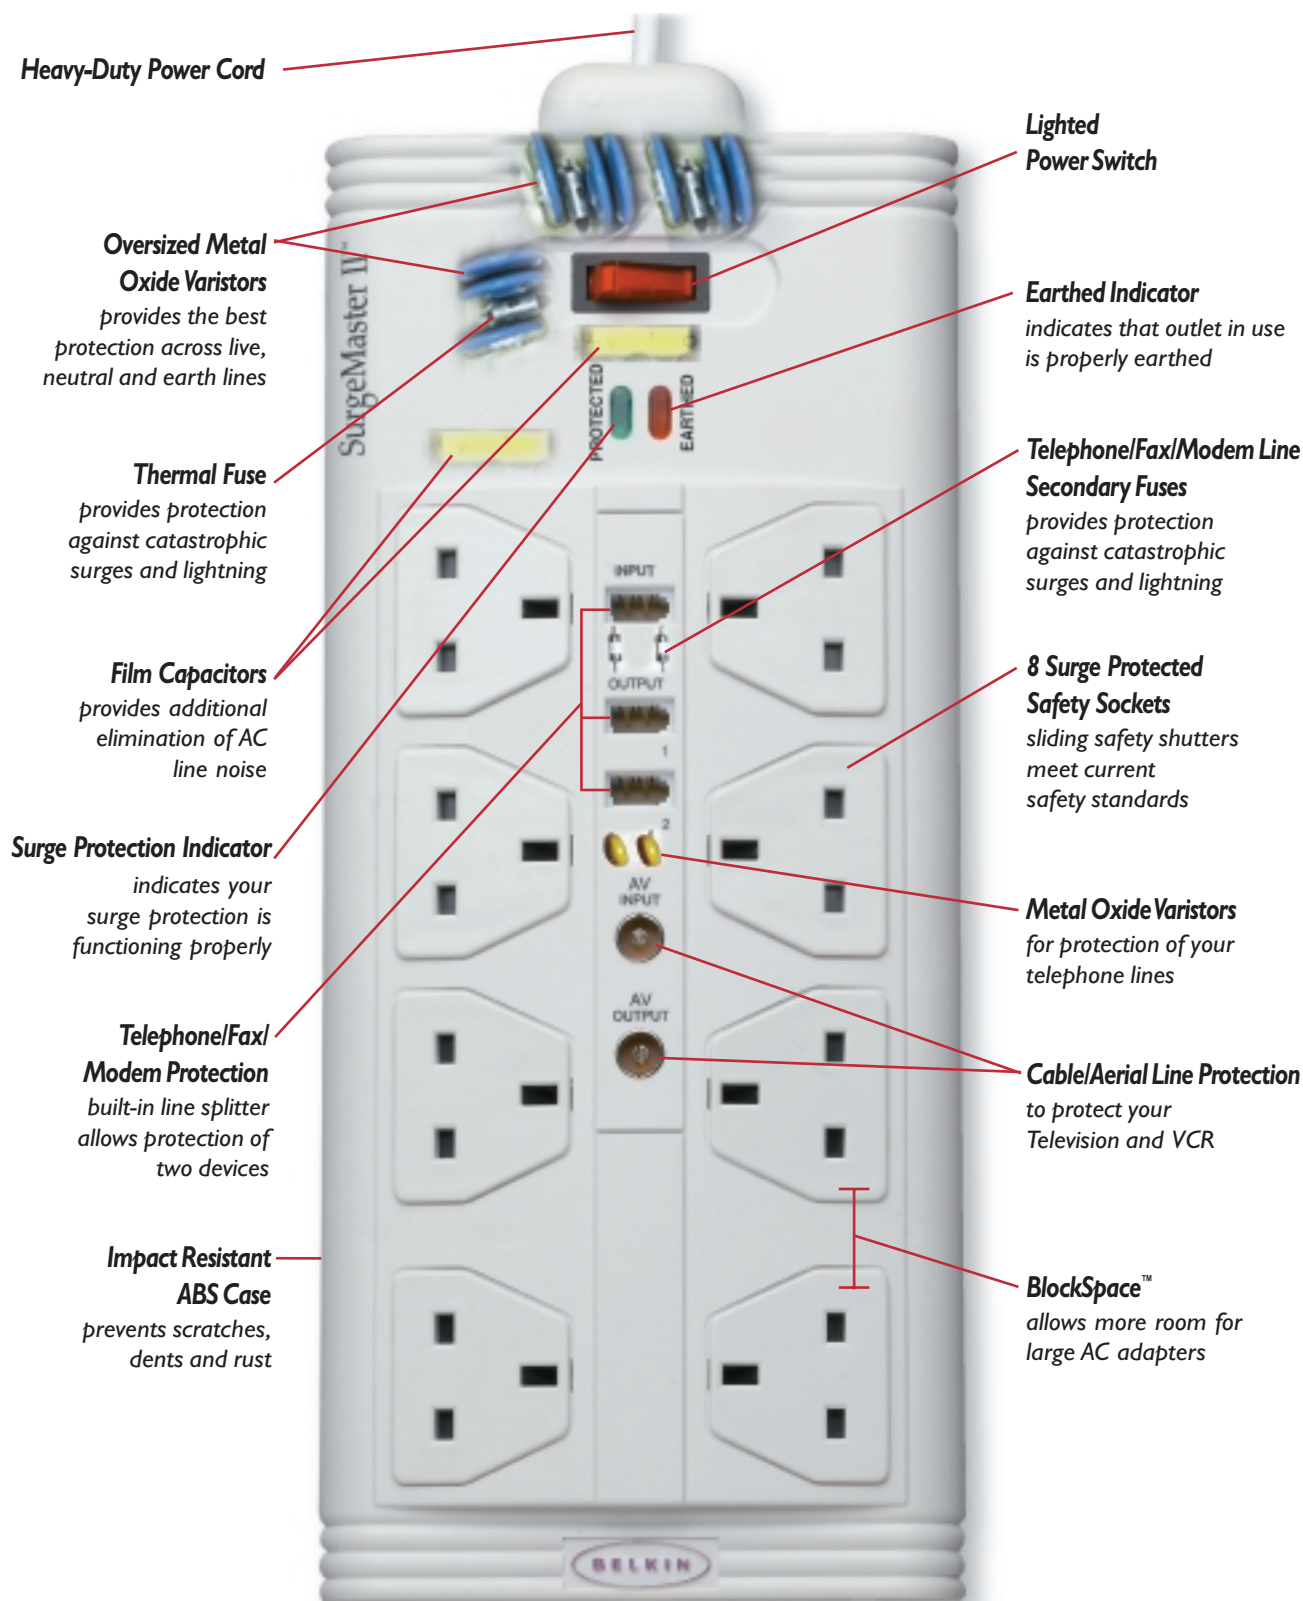 Heavy-Duty Power Cord
Oversized Metal
Oxide Varistors
provides the best
protection across live,
neutral and earth lines
Thermal Fuse
provides protection
against catastrophic
surges and lightning
Film Capacitors
provides additional
elimination of AC
line noise
Surge Protection Indicator
indicates your
surge protection is
functioning properly
Telephone/Fax/
Modem Protection
built-in line splitter
allows protection of
two devices
Impact Resistant
ABS Case
prevents scratches,
dents and rust
SurgeMaster II™
PROTECTED
EARTHED
INPUT
OUTPUT
1
2
AV
INPUT
AV
OUTPUT
BELKIN
Lighted
Power Switch
Earthed Indicator
indicates that outlet in use
is properly earthed
Telephone/Fax/Modem Line
Secondary Fuses
provides protection
against catastrophic
surges and lightning
8 Surge Protected
Safety Sockets
sliding safety shutters
meet current
safety standards
Metal Oxide Varistors
for protection of your
telephone lines
Cable/Aerial Line Protection
to protect your
Television and VCR
BlockSpace™
allows more room for
large AC adapters